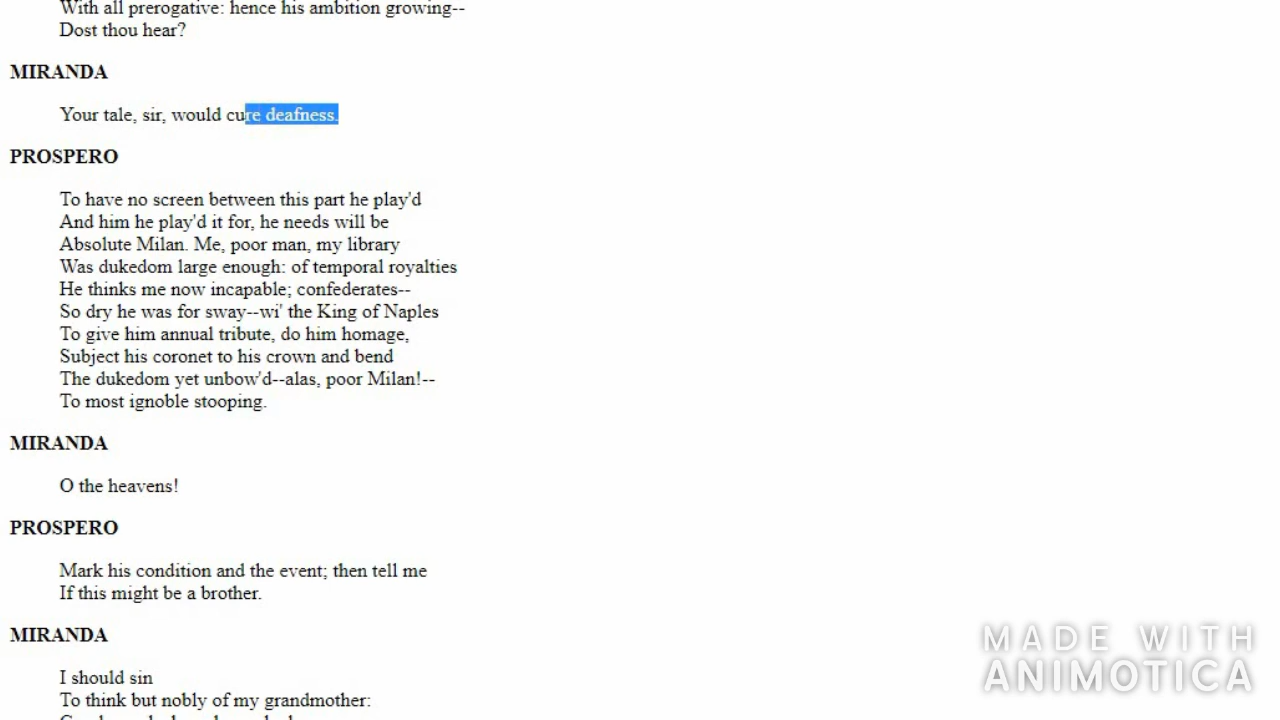 With all prerogative: hence his ambition growing--
Dost thou hear?
MIRANDA
Your tale, sir, would cure deafness.
PROSPERO
To have no screen between this part he play'd
And him he play'd it for, he needs will be
Absolute Milan. Me, poor man, my library
Was dukedom large enough: of temporal royalties
He thinks me now incapable; confederates--
So dry he was for sway--wi' the King of Naples
To give him annual tribute, do him homage,
Subject his coronet to his crown and bend
The dukedom yet unbow'd--alas, poor Milan!--
To most ignoble stooping.
MIRANDA
O the heavens!
PROSPERO
Mark his condition and the event; then tell me
If this might be a brother.
MIRANDA
I should sin
To think but nobly of my grandmother:
MADE WITH
ANIMOTICA